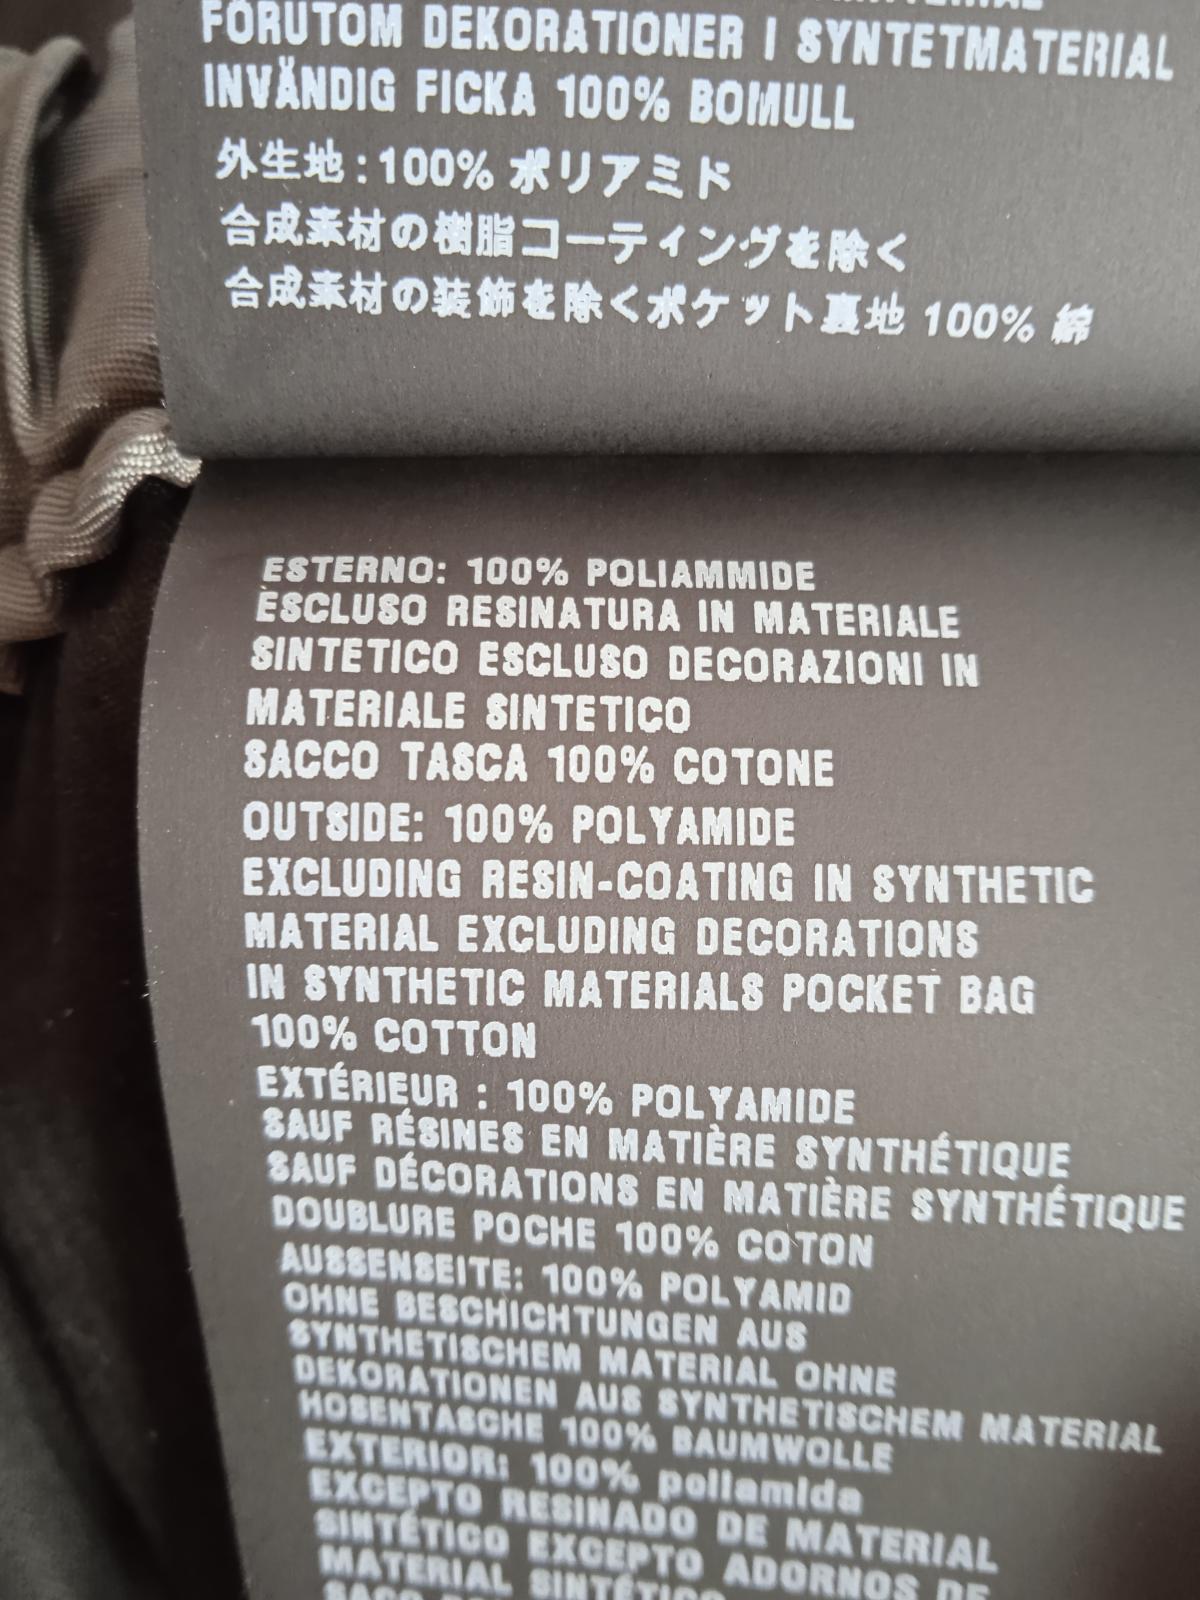 FÖRUTOM DEKORATIONER I SYNTETMATERIAL
INVÄNDIG FICKA 100% BOMULL
外生地:100% ポリアミド
合成素材の樹脂コーティングを除く
合成素材の装飾を除くポケット裏地 100% 綿
ESTERNO: 100% POLIAMMIDE
ESCLUSO RESINATURA IN MATERIALE
SINTETICO ESCLUSO DECORAZIONI IN
MATERIALE SINTETICO
SACCO TASCA 100% COTONE
OUTSIDE: 100% POLYAMIDE
EXCLUDING RESIN-COATING IN SYNTHETIC
MATERIAL EXCLUDING DECORATIONS
IN SYNTHETIC MATERIALS POCKET BAG
100% COTTON
EXTÉRIEUR : 100% POLYAMIDE
SAUF RÉSINES EN MATIÈRE SYNTHÉTIQUE
SAUF DÉCORATIONS EN MATIÈRE SYNTHÉTIQUE
DOUBLURE POCHE 100% COTON
AUSSENSEITE: 100% POLYAMID
OHNE BESCHICHTUNGEN AUS
SYNTHETISCHEM MATERIAL OHNE
DEKORATIONEN AUS SYNTHETISCHEM MATERIAL
HOSENTASCHE 100% BAUMWOLLE
EXTERIOR: 100% poliamida
EXCEPTO RESINADO DE MATERIAL
SINTÉTICO EXCEPTO ADORNOS DE
MATERIAL SINTÉTICO